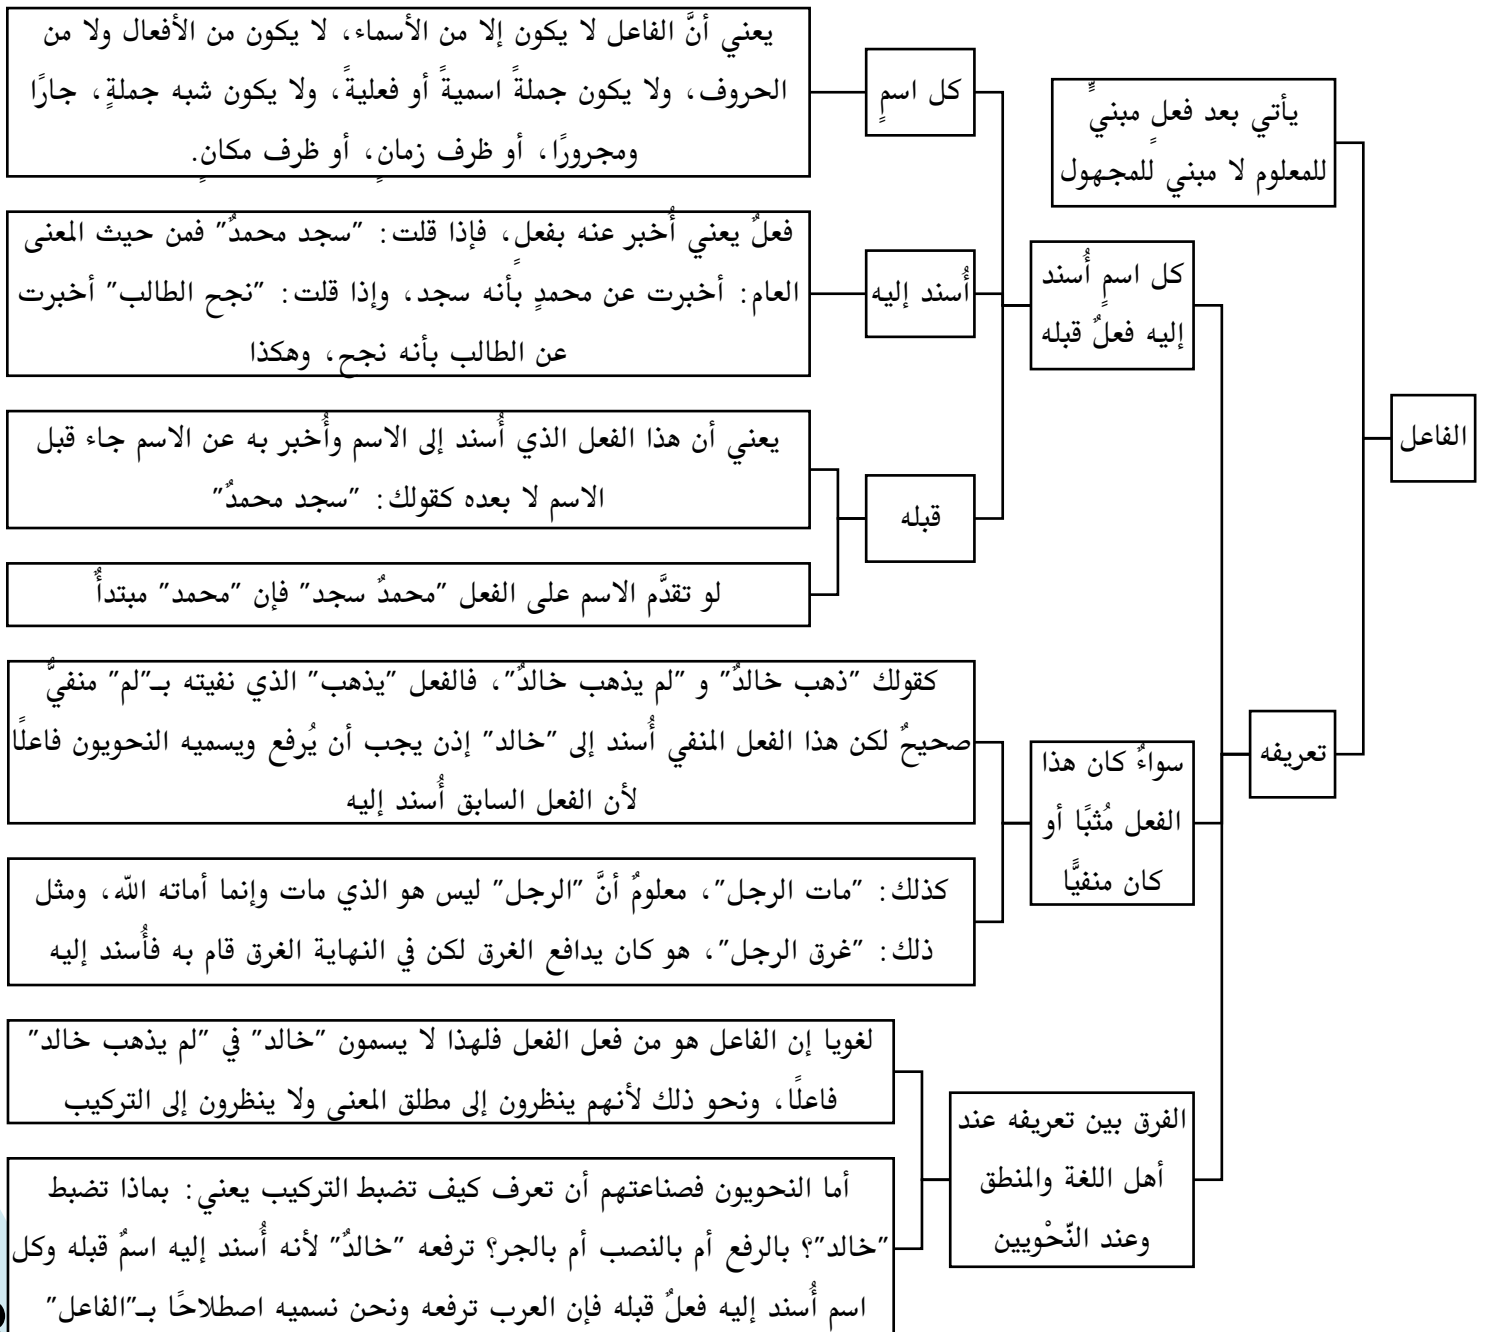 الفاعل
يأتي بعد فعلٍ مبنيٍّ
للمعلوم لا مبني للمجهول
تعريفه
كل اسمٍ أُسند
إليه فعلٌ قبله
كل اسمٍ
يعني أنَّ الفاعل لا يكون إلا من الأسماء، لا يكون من الأفعال ولا من
الحروف، ولا يكون جملةً اسميةً أو فعليةً، ولا يكون شبه جملةٍ، جارًا
ومجرورًا، أو ظرف زمانٍ، أو ظرف مكانٍ.
أُسند إليه
فعلٌ يعني أُخبر عنه بفعلٍ، فإذا قلت: "سجد محمدٌ" فمن حيث المعنى
العام: أخبرت عن محمدٍ بأنه سجد، وإذا قلت: "نجح الطالب" أخبرت
عن الطالب بأنه نجح، وهكذا
قبله
يعني أن هذا الفعل الذي أُسند إلى الاسم وأُخبر به عن الاسم جاء قبل
الاسم لا بعده كقولك: "سجد محمدٌ"
لو تقدَّم الاسم على الفعل "محمدٌ سجد" فإن "محمد" مبتدأٌ
سواءٌ كان هذا
الفعل مُثبًا أو
كان منفيًّا
كقولك "ذهب خالدٌ" و "لم يذهب خالدٌ"، فالفعل "يذهب" الذي نفيته بـ"لم" منفيٌّ
صحيحٌ لكن هذا الفعل المنفي أُسند إلى "خالد" إذن يجب أن يُرفع ويسميه النحويون فاعلًا
لأن الفعل السابق أُسند إليه
كذلك: "مات الرجل"، معلومٌ أنَّ "الرجل" ليس هو الذي مات وإنما أماته الله، ومثل
ذلك: "غرق الرجل"، هو كان يدافع الغرق لكن في النهاية الغرق قام به فأُسند إليه
الفرق بين تعريفه عند
أهل اللغة والمنطق
وعند النّحْويين
لغويا إن الفاعل هو من فعل الفعل فلهذا لا يسمون "خالد" في "لم يذهب خالد"
فاعلًا، ونحو ذلك لأنهم ينظرون إلى مطلق المعنى ولا ينظرون إلى التركيب
أما النحويون فصناعتهم أن تعرف كيف تضبط التركيب يعني: بماذا تضبط
"خالد"؟ بالرفع أم بالنصب أم بالجر؟ ترفعه "خالدٌ" لأنه أُسند إليه اسمٌ قبله وكل
اسم أُسند إليه فعلٌ قبله فإن العرب ترفعه ونحن نسميه اصطلاحًا بـ"الفاعل"